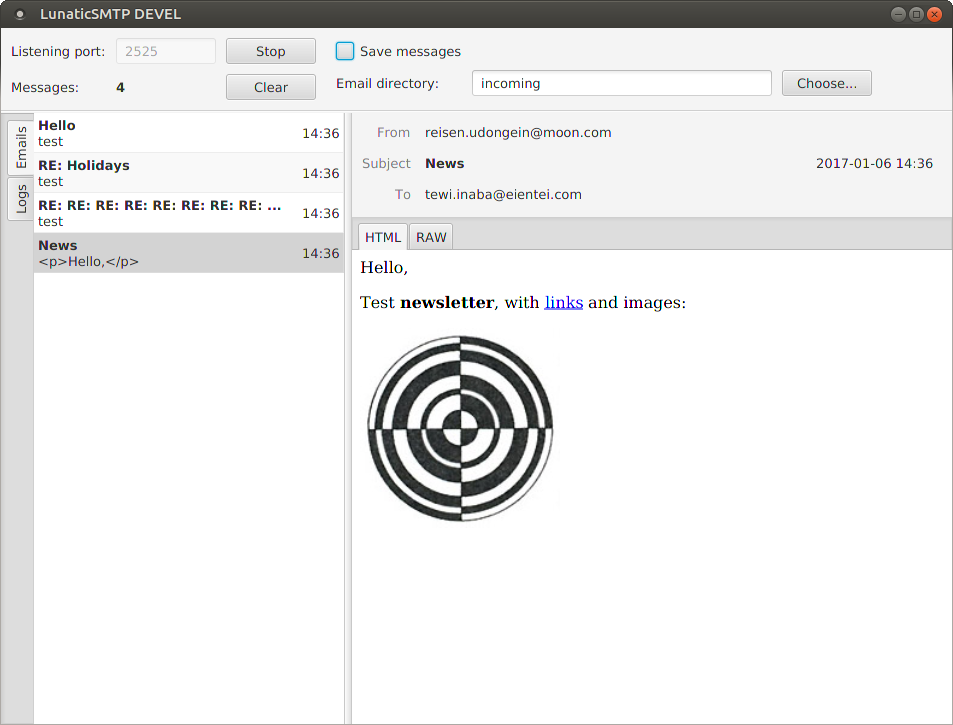 LunaticSMTP DEVEL
Listening port: 2525 Stop Save messages
Messages: 4 Clear Email directory: incoming Choose...
Emails
Logs
Hello
test 14:36
RE: Holidays
test 14:36
RE: RE: RE: RE: RE: RE: RE: RE: ...
test 14:36
News
<p>Hello,</p> 14:36
From reisen.udongein@moon.com
Subject News 2017-01-06 14:36
To tewi.inaba@eientei.com
HTML RAW
Hello,
Test newsletter, with links and images: